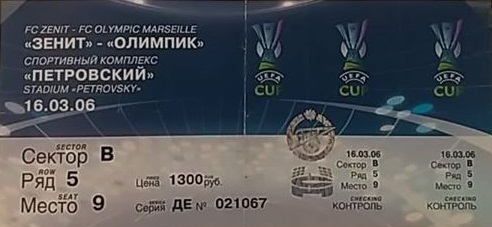 FC ZENIT - FC OLYMPIC MARSEILLE
«ЗЕНИТ» - «ОЛИМПИК»
СПОРТИВНЫЙ КОМПЛЕКС
«ПЕТРОВСКИЙ»
STADIUM «PETROVSKY»
16.03.06
UEFA CUP
UEFA CUP
UEFA CUP
SECTOR
Сектор B
ROW
Ряд 5
PRICE
Цена 1300 руб.
SEAT
Место 9
Серия ДЕ № 021067
16.03.06
Сектор B
Ряд 5
Место 9
CHECKING
КОНТРОЛЬ
16.03.06
Сектор B
Ряд 5
Место 9
CHECKING
КОНТРОЛЬ